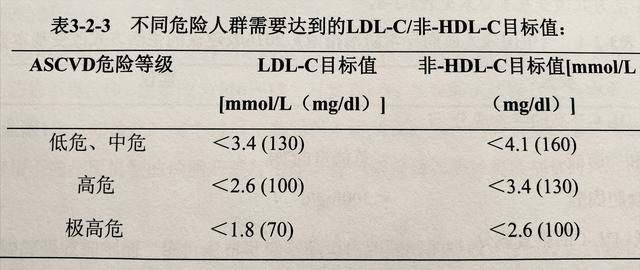 表3-2-3 不同危险人群需要达到的LDL-C/非-HDL-C目标值：
ASCVD危险等级 LDL-C目标值 非-HDL-C目标值[mmol/L
[mmol/L（mg/dl）] （mg/dl）]
低危、中危 ＜3.4 (130) ＜4.1 (160)
高危 ＜2.6 (100) ＜3.4 (130)
极高危 ＜1.8 (70) ＜2.6 (100)